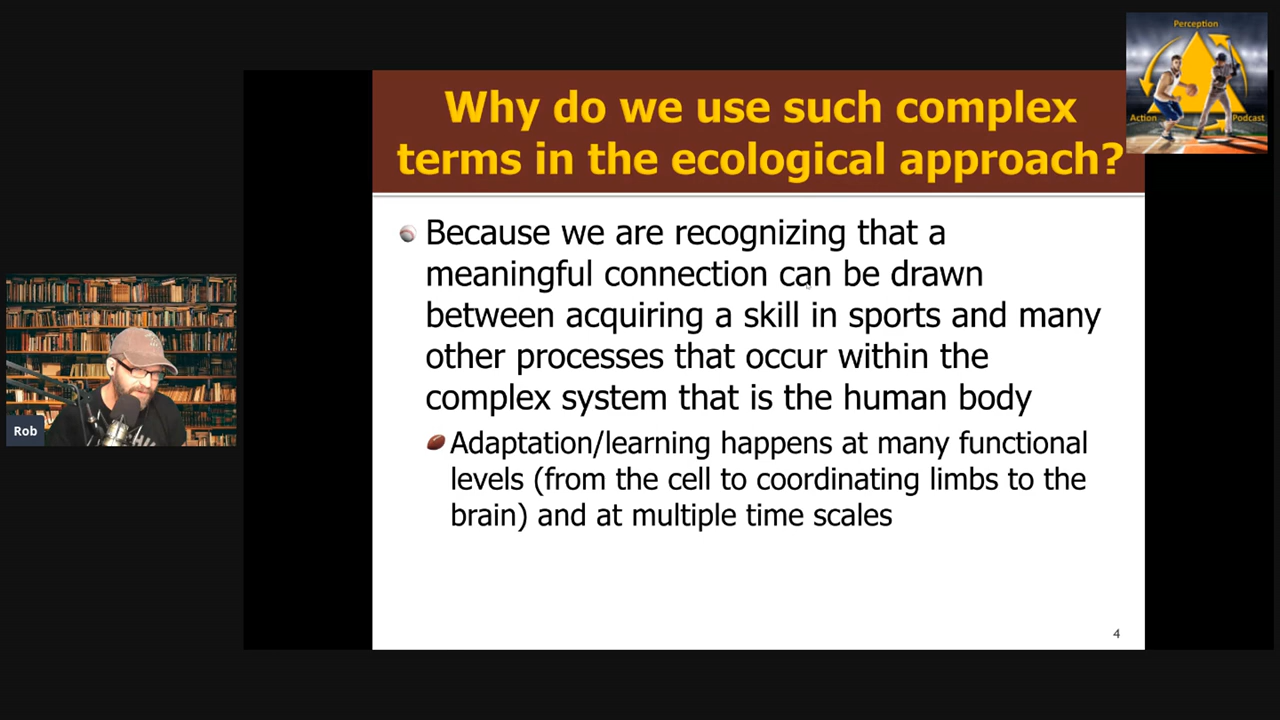 Perception
Action
Podcast
Why do we use such complex
terms in the ecological approach?
Because we are recognizing that a
meaningful connection can be drawn
between acquiring a skill in sports and many
other processes that occur within the
complex system that is the human body
Adaptation/learning happens at many functional
levels (from the cell to coordinating limbs to the
brain) and at multiple time scales
Rob
4